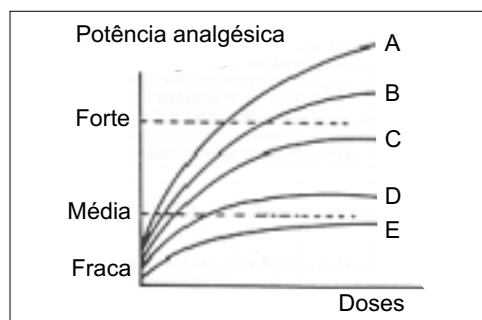 Potência analgésica
A
B
Forte
C
D
Média
E
Fraca
Doses